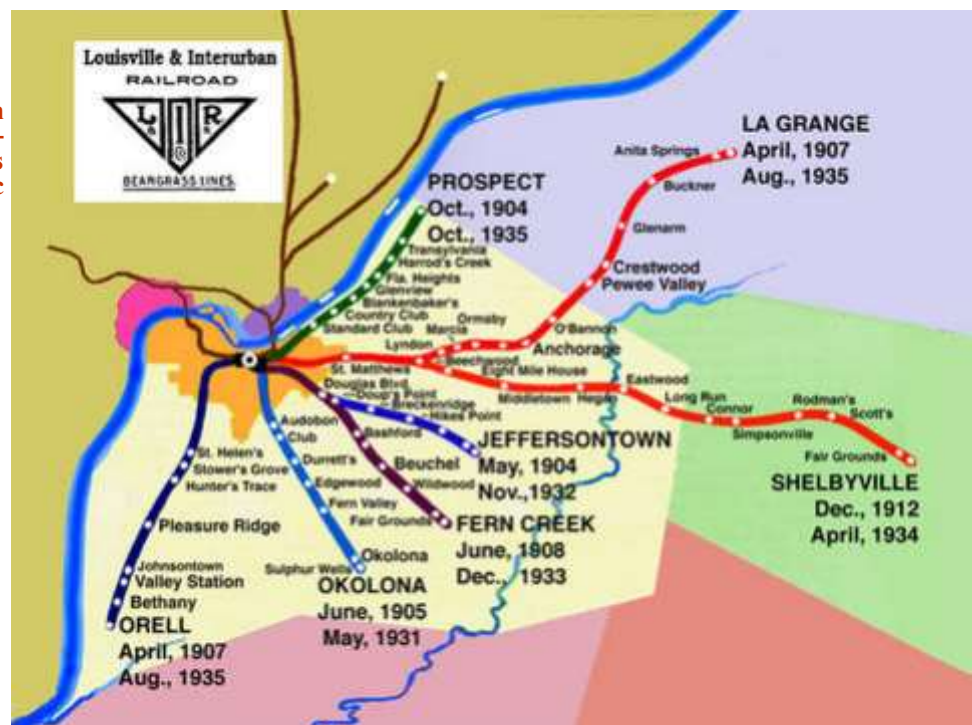 Louisville & Interurban
RAILROAD
L & I R R
Co
BEARGRASS LINES
LA GRANGE
April, 1907
Aug., 1935
Anita Springs
Buckner
Glenarm
Crestwood
Pewee Valley
O'Bannon
Anchorage
Ormsby
Marcia
Lyndon
Beechwood
St. Matthews
PROSPECT
Oct., 1904
Oct., 1935
Transylvania
Harrod's Creek
Fla. Heights
Glenview
Blankenbaker's
Country Club
Standard Club
Eight Mile House
Middletown
Hegan
Eastwood
Long Run
Connor
Simpsonville
Rodman's
Scott's
Fair Grounds
SHELBYVILLE
Dec., 1912
April, 1934
Douglas Blvd.
Doup's Point
Breckenridge
Hikes Point
JEFFERSONTOWN
May, 1904
Nov.,1932
Bashford
Beuchel
Wildwood
Fair Grounds
FERN CREEK
June, 1908
Dec., 1933
Audobon
Club
Durrett's
Edgewood
Fern Valley
Okolona
Sulphur Wells
OKOLONA
June, 1905
May, 1931
St. Helen's
Stower's Grove
Hunter's Trace
Pleasure Ridge
Johnsontown
Valley Station
Bethany
ORELL
April, 1907
Aug., 1935